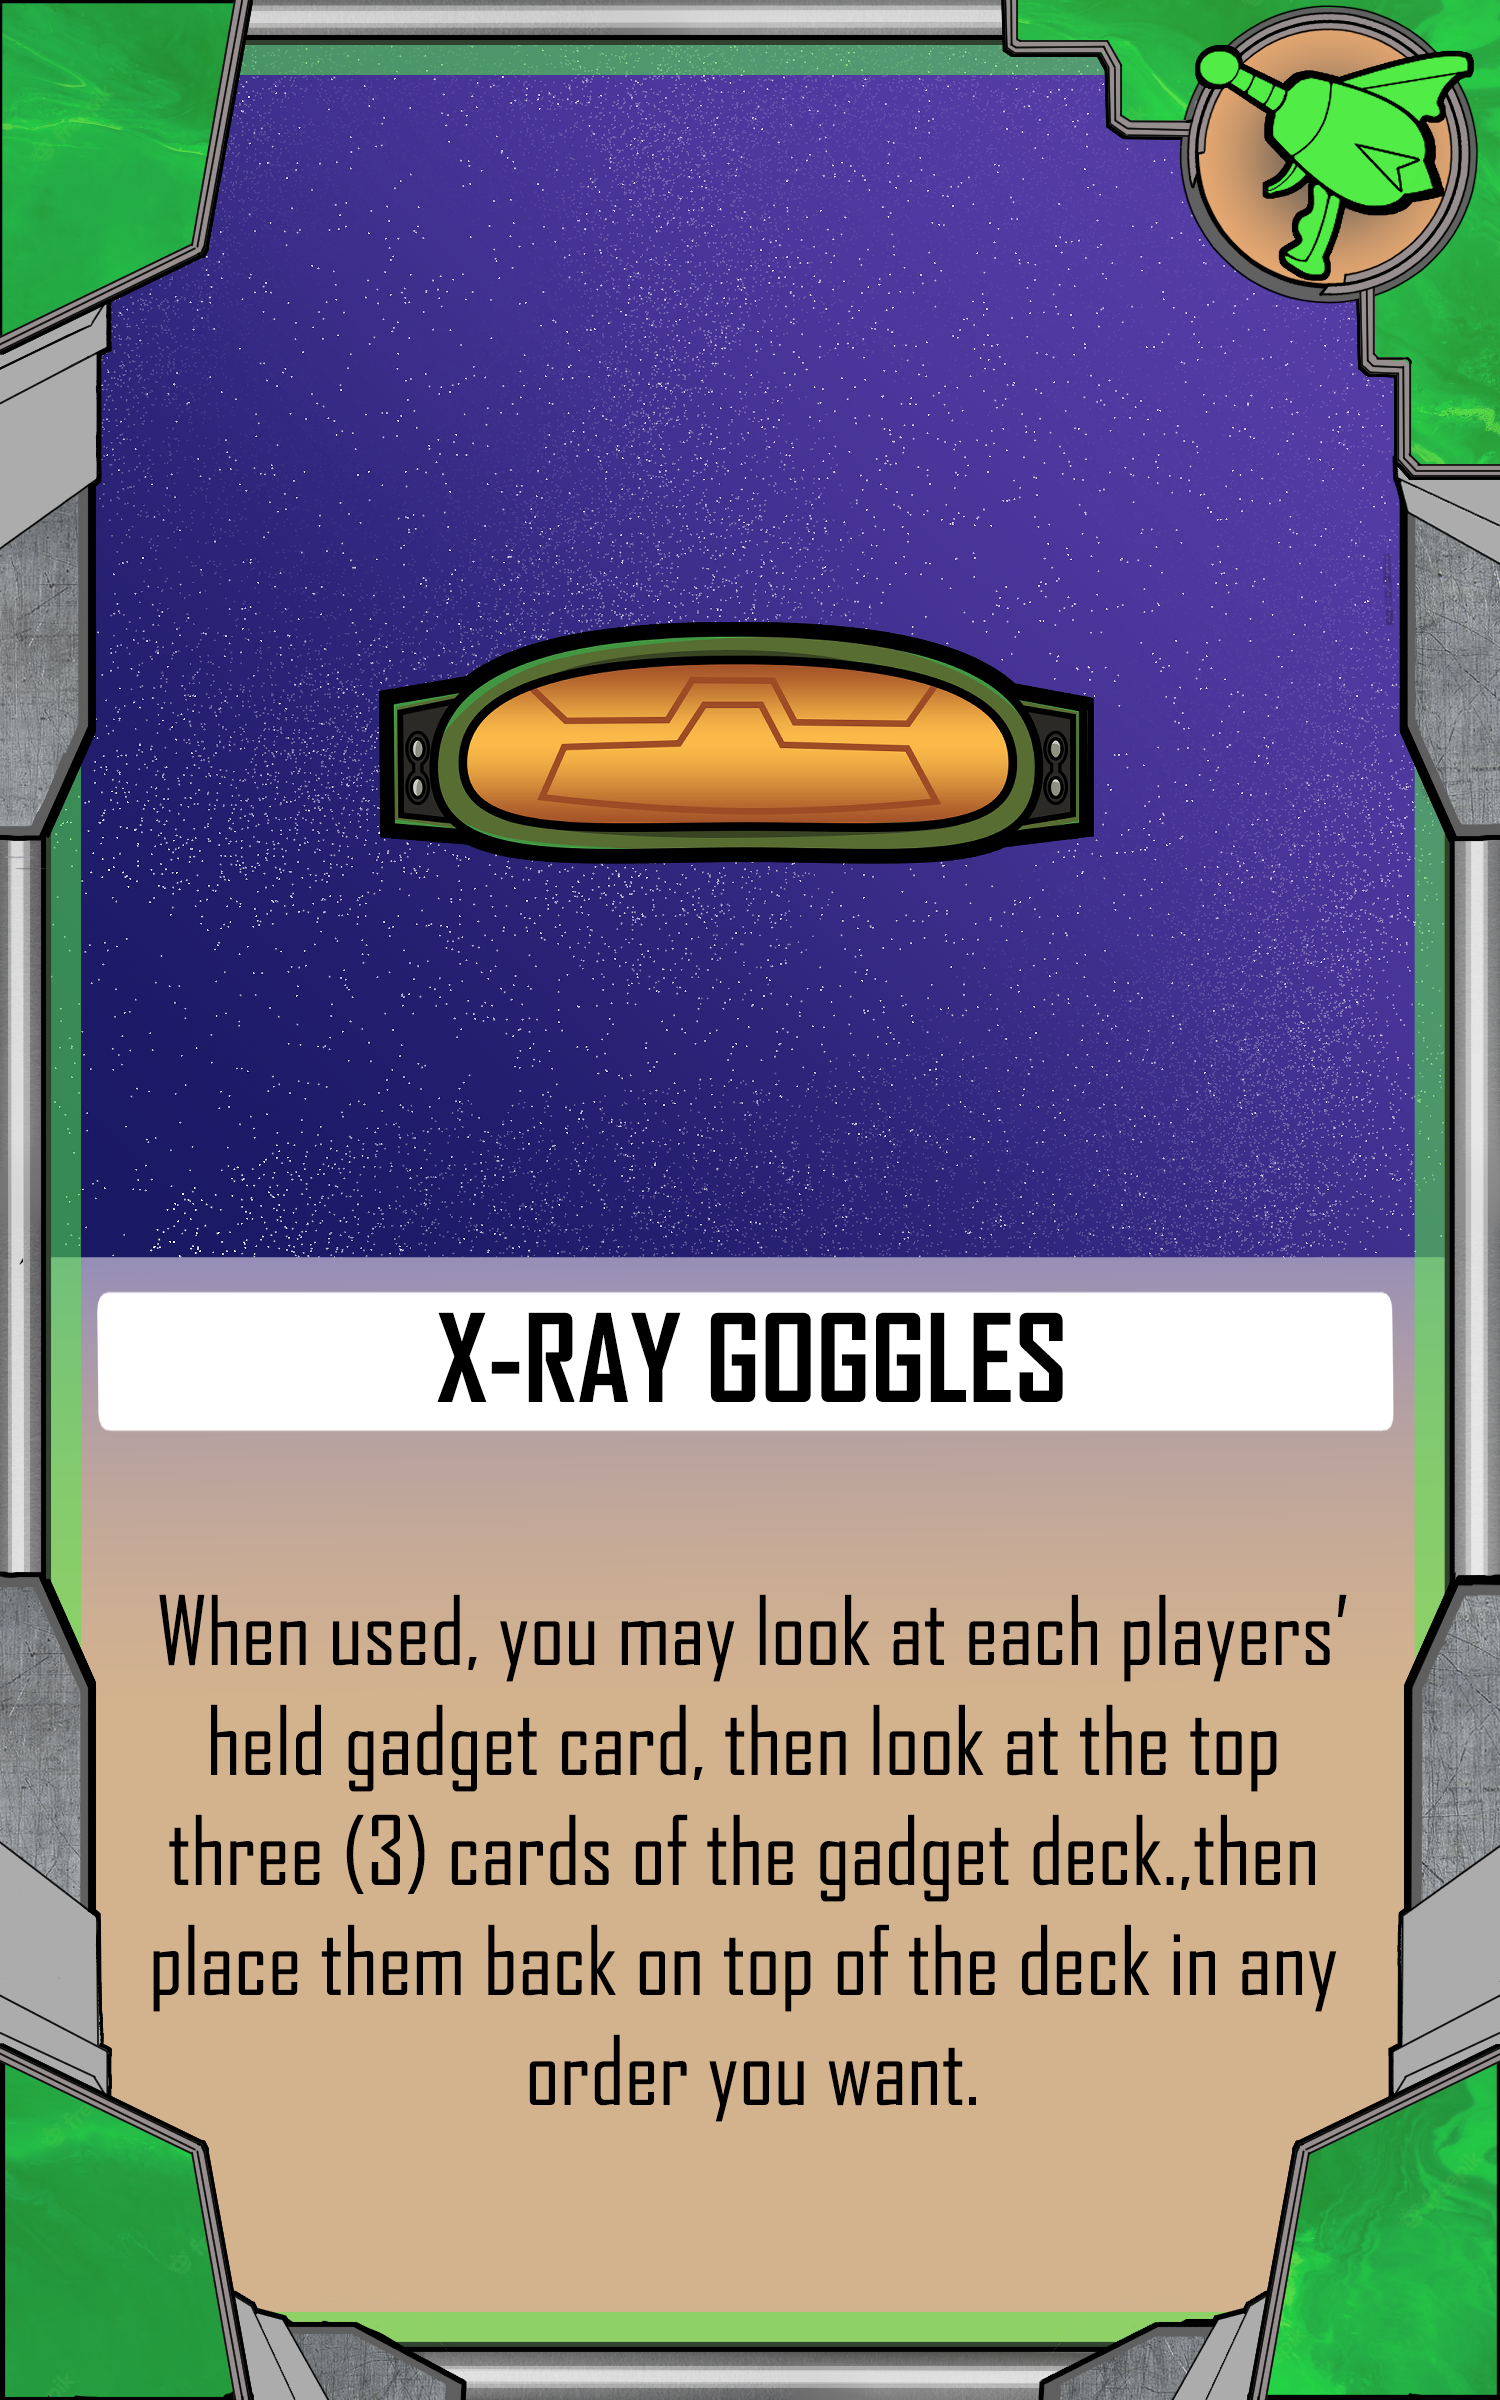 X-RAY GOGGLES
When used, you may look at each players'
held gadget card, then look at the top
three (3) cards of the gadget deck.,then
place them back on top of the deck in any
order you want.